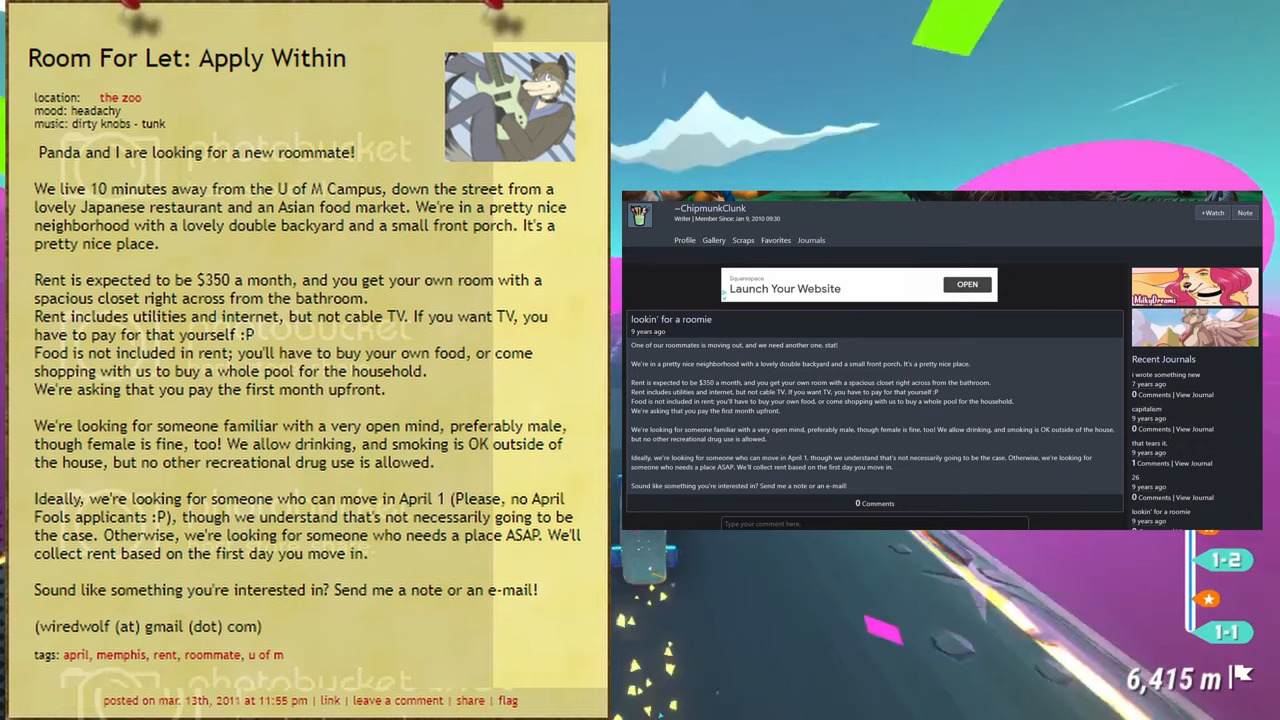 Room For Let: Apply Within
location: the zoo
mood: headachy
music: dirty knobs - tunk
Panda and I are looking for a new roommate!
We live 10 minutes away from the U of M Campus, down the street from a
lovely Japanese restaurant and an Asian food market. We're in a pretty nice
neighborhood with a lovely double backyard and a small front porch. It's a
pretty nice place.
Rent is expected to be $350 a month, and you get your own room with a
spacious closet right across from the bathroom.
Rent includes utilities and internet, but not cable TV. If you want TV, you
have to pay for that yourself :P
Food is not included in rent; you'll have to buy your own food, or come
shopping with us to buy a whole pool for the household.
We're asking that you pay the first month upfront.
We're looking for someone familiar with a very open mind, preferably male,
though female is fine, too! We allow drinking, and smoking is OK outside of
the house, but no other recreational drug use is allowed.
Ideally, we're looking for someone who can move in April 1 (Please, no April
Fools applicants :P), though we understand that's not necessarily going to be
the case. Otherwise, we're looking for someone who needs a place ASAP. We'll
collect rent based on the first day you move in.
Sound like something you're interested in? Send me a note or an e-mail!
(wiredwolf (at) gmail (dot) com)
tags: april, memphis, rent, roommate, u of m
posted on mar. 13th, 2011 at 11:55 pm | link | leave a comment | share | flag
photobucket
photobucket
photobucket
~ChipmunkClunk
Writer | Member Since: Jan 9, 2010 09:30
+Watch Note
Profile Gallery Scraps Favorites Journals
Squarespace
Launch Your Website
OPEN
MilkyDreams
lookin' for a roomie
9 years ago
One of our roommates is moving out, and we need another one, stat!
We're in a pretty nice neighborhood with a lovely double backyard and a small front porch. It's a pretty nice place.
Rent is expected to be $350 a month, and you get your own room with a spacious closet right across from the bathroom.
Rent includes utilities and internet, but not cable TV. If you want TV, you have to pay for that yourself :P
Food is not included in rent; you'll have to buy your own food, or come shopping with us to buy a whole pool for the household.
We're asking that you pay the first month upfront.
We're looking for someone familiar with a very open mind, preferably male, though female is fine, too! We allow drinking, and smoking is OK outside of the house,
but no other recreational drug use is allowed.
Ideally, we're looking for someone who can move in April 1, though we understand that's not necessarily going to be the case. Otherwise, we're looking for
someone who needs a place ASAP. We'll collect rent based on the first day you move in.
Sound like something you're interested in? Send me a note or an e-mail!
0 Comments
Type your comment here.
Recent Journals
i wrote something new
7 years ago
0 Comments | View Journal
capitalism
9 years ago
0 Comments | View Journal
that tears it.
9 years ago
1 Comments | View Journal
26
9 years ago
0 Comments | View Journal
lookin' for a roomie
9 years ago
1-2
1-1
6,415 m